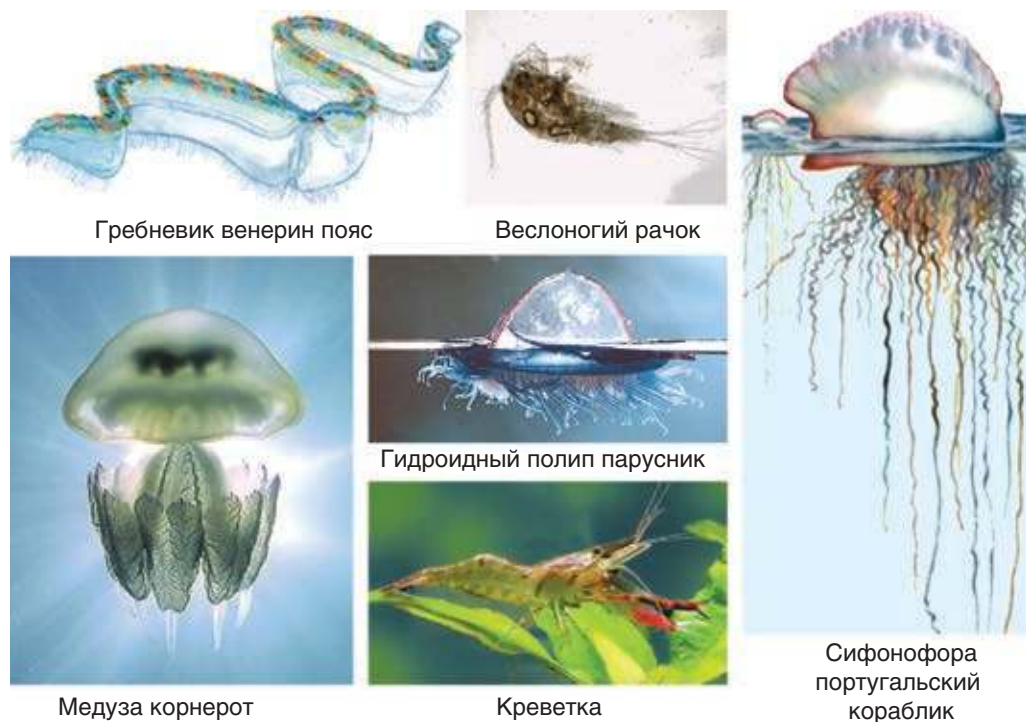 Гребневик венерин пояс
Веслоногий рачок
Гидроидный полип парусник
Медуза корнерот
Креветка
Сифонофора
португальский
кораблик